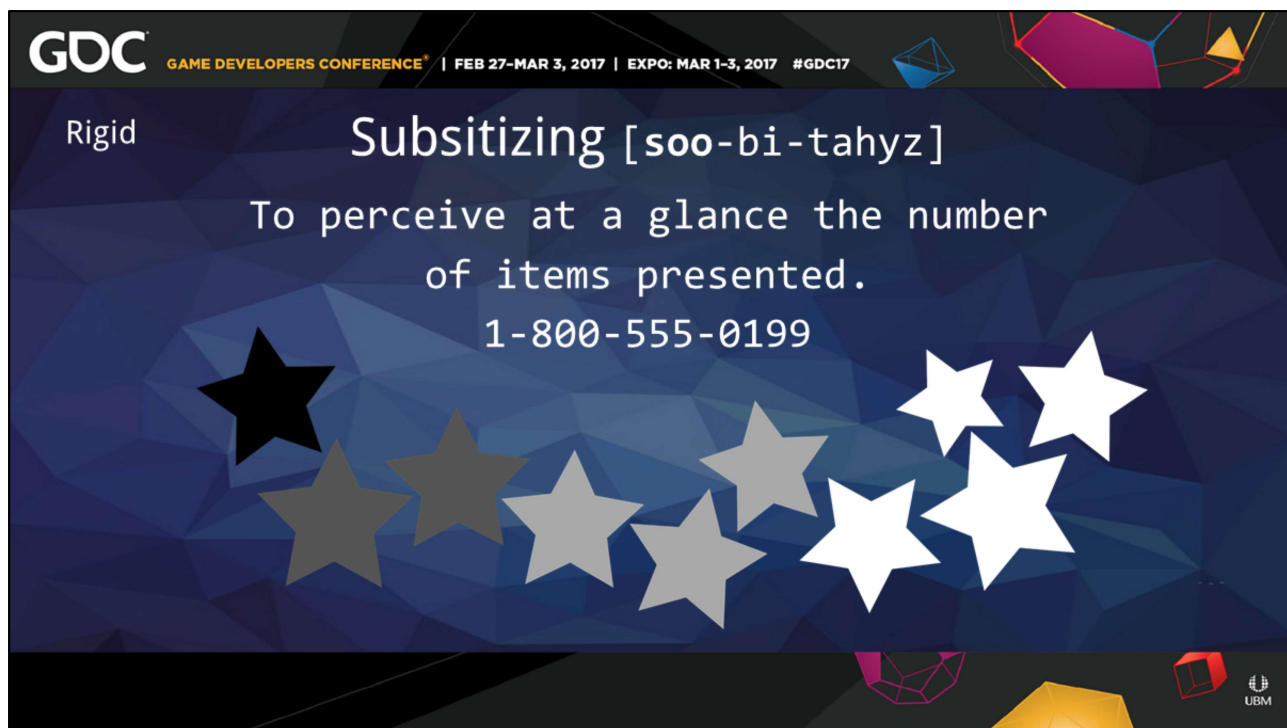 GDC GAME DEVELOPERS CONFERENCE® | FEB 27–MAR 3, 2017 | EXPO: MAR 1–3, 2017 #GDC17
Rigid
Subsitizing [soo-bi-tahyz]
To perceive at a glance the number
of items presented.
1-800-555-0199
UBM